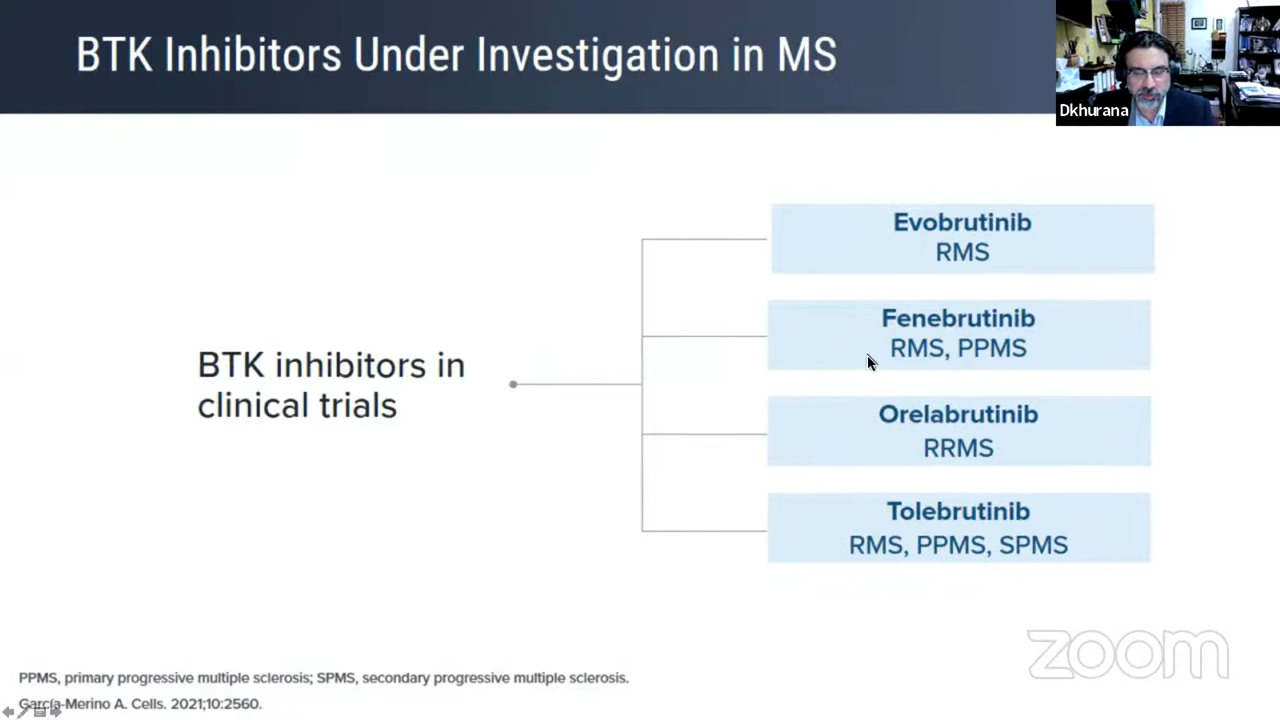 BTK Inhibitors Under Investigation in MS
Dkhurana
Evobrutinib
RMS
Fenebrutinib
RMS, PPMS
BTK inhibitors in
clinical trials
Orelabrutinib
RRMS
Tolebrutinib
RMS, PPMS, SPMS
zoom
PPMS, primary progressive multiple sclerosis; SPMS, secondary progressive multiple sclerosis.
García-Merino A. Cells. 2021;10:2560.